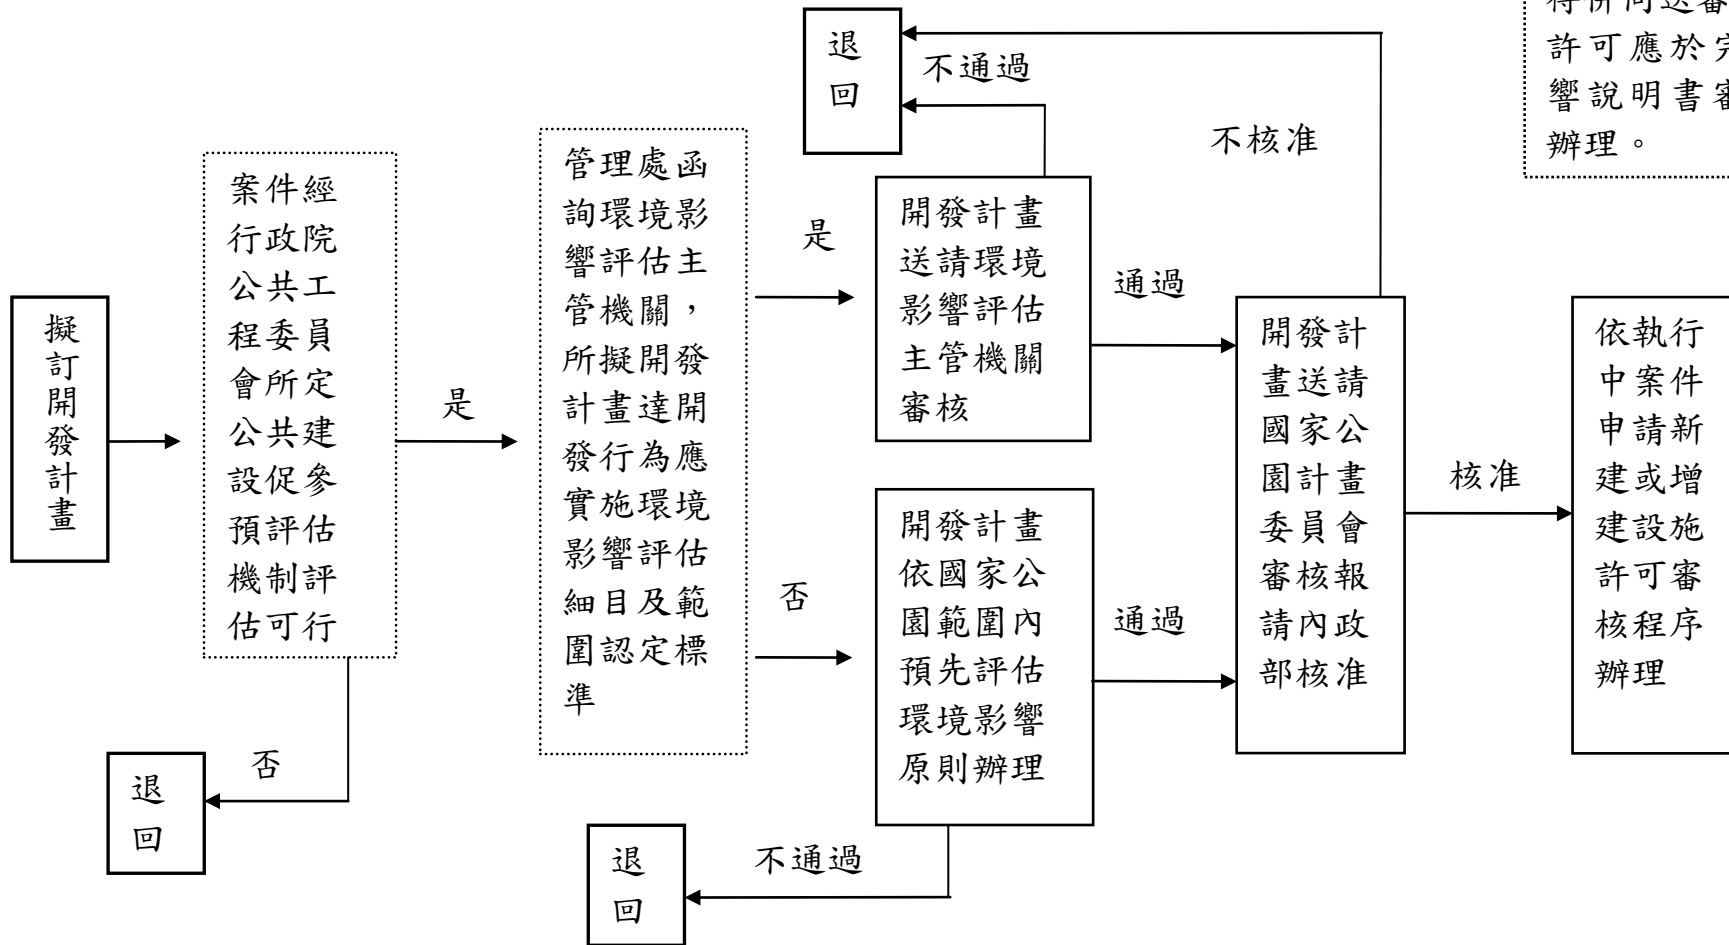 擬訂開發計畫
案件經
行政院
公共工
程委員
會所定
公共建
設促參
預評估
機制評
估可行
否
退
回
是
管理處函
詢環境影
響評估主
管機關，
所擬開發
計畫達開
發行為應
實施環境
影響評估
細目及範
圍認定標
準
是
開發計畫
送請環境
影響評估
主管機關
審核
不通過
退
回
通過
否
開發計畫
依國家公
園範圍內
預先評估
環境影響
原則辦理
不通過
退
回
通過
開發計
畫送請
國家公
園計畫
委員會
審核報
請內政
部核准
不核准
核准
依執行
中案件
申請新
建或增
建設施
許可審
核程序
辦理
得併同送審
許可應於完
響說明書審
辦理。